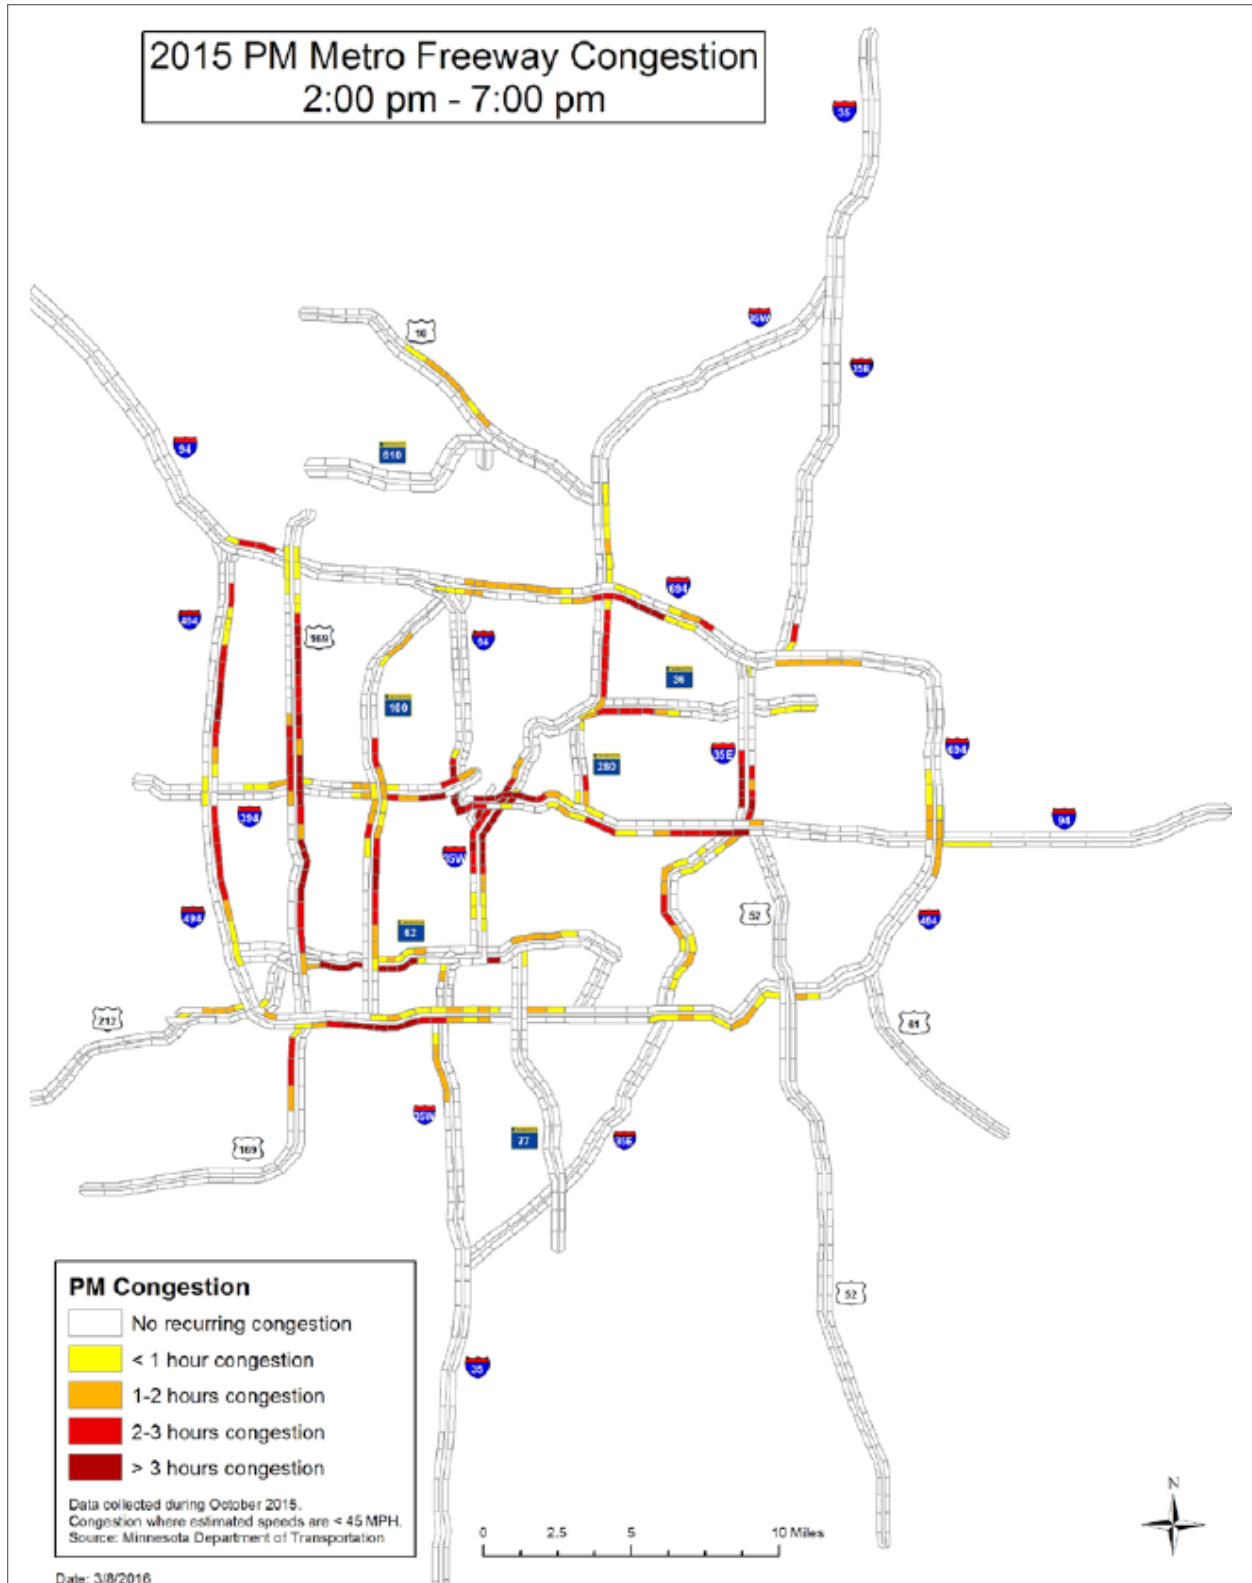 2015 PM Metro Freeway Congestion
2:00 pm - 7:00 pm
35
35W
10
35E
94
610
694
494
169
94
36
100
35E
694
280
394
94
35W
52
494
494
62
212
61
35W
77
35E
169
52
35
PM Congestion
No recurring congestion
< 1 hour congestion
1-2 hours congestion
2-3 hours congestion
> 3 hours congestion
Data collected during October 2015.
Congestion where estimated speeds are < 45 MPH.
Source: Minnesota Department of Transportation
Date: 3/8/2016
0 2.5 5 10 Miles
N